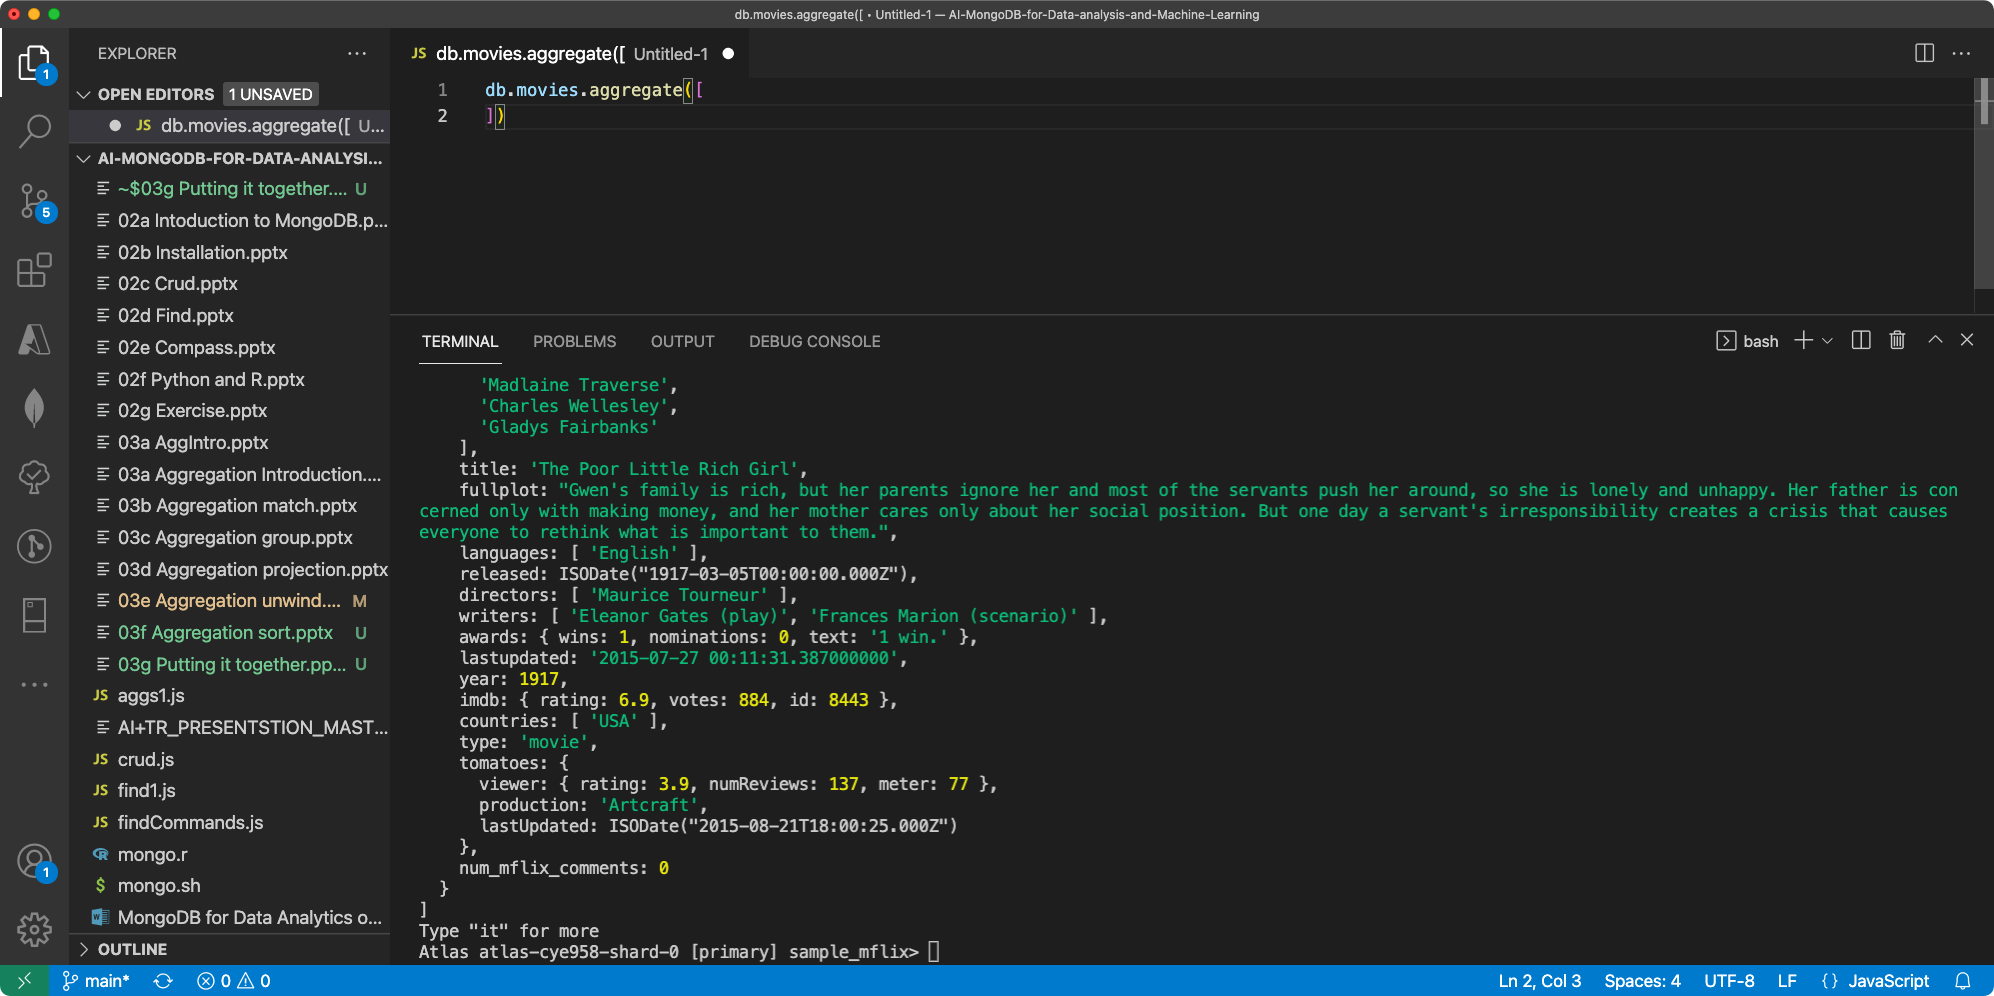 db.movies.aggregate([ • Untitled-1 — AI-MongoDB-for-Data-analysis-and-Machine-Learning
EXPLORER
OPEN EDITORS 1 UNSAVED
JS db.movies.aggregate([ U...
AI-MONGODB-FOR-DATA-ANALYSI...
~$03g Putting it together.... U
02a Intoduction to MongoDB.p...
02b Installation.pptx
02c Crud.pptx
02d Find.pptx
02e Compass.pptx
02f Python and R.pptx
02g Exercise.pptx
03a AggIntro.pptx
03a Aggregation Introduction....
03b Aggregation match.pptx
03c Aggregation group.pptx
03d Aggregation projection.pptx
03e Aggregation unwind.... M
03f Aggregation sort.pptx U
03g Putting it together.pp... U
JS aggs1.js
AI+TR_PRESENTSTION_MAST...
JS crud.js
JS find1.js
JS findCommands.js
R mongo.r
$ mongo.sh
W MongoDB for Data Analytics o...
OUTLINE
1
5
1
JS db.movies.aggregate([ Untitled-1
1 db.movies.aggregate([
2 ])
TERMINAL PROBLEMS OUTPUT DEBUG CONSOLE bash
'Madlaine Traverse',
'Charles Wellesley',
'Gladys Fairbanks'
],
title: 'The Poor Little Rich Girl',
fullplot: "Gwen's family is rich, but her parents ignore her and most of the servants push her around, so she is lonely and unhappy. Her father is con
cerned only with making money, and her mother cares only about her social position. But one day a servant's irresponsibility creates a crisis that causes
everyone to rethink what is important to them.",
languages: [ 'English' ],
released: ISODate("1917-03-05T00:00:00.000Z"),
directors: [ 'Maurice Tourneur' ],
writers: [ 'Eleanor Gates (play)', 'Frances Marion (scenario)' ],
awards: { wins: 1, nominations: 0, text: '1 win.' },
lastupdated: '2015-07-27 00:11:31.387000000',
year: 1917,
imdb: { rating: 6.9, votes: 884, id: 8443 },
countries: [ 'USA' ],
type: 'movie',
tomatoes: {
viewer: { rating: 3.9, numReviews: 137, meter: 77 },
production: 'Artcraft',
lastUpdated: ISODate("2015-08-21T18:00:25.000Z")
},
num_mflix_comments: 0
}
]
Type "it" for more
Atlas atlas-cye958-shard-0 [primary] sample_mflix>
main* 0 0 Ln 2, Col 3 Spaces: 4 UTF-8 LF {} JavaScript